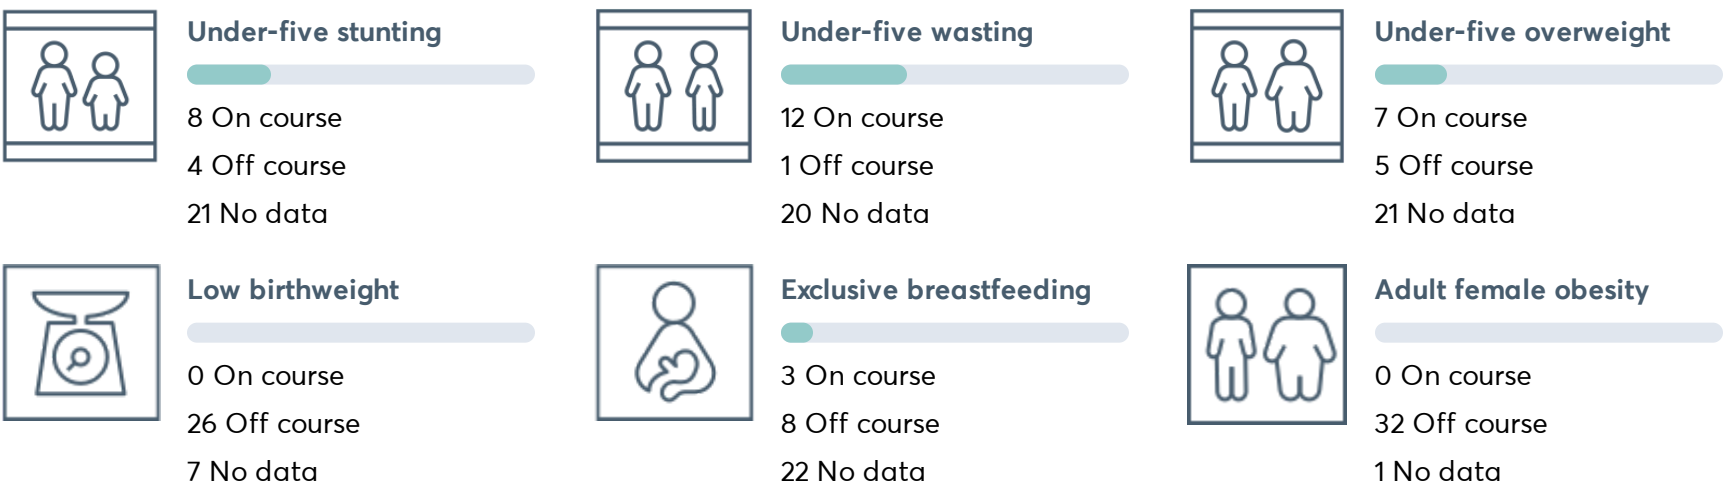 Under-five stunting
8 On course
4 Off course
21 No data
Under-five wasting
12 On course
1 Off course
20 No data
Under-five overweight
7 On course
5 Off course
21 No data
Low birthweight
0 On course
26 Off course
7 No data
Exclusive breastfeeding
3 On course
8 Off course
22 No data
Adult female obesity
0 On course
32 Off course
1 No data